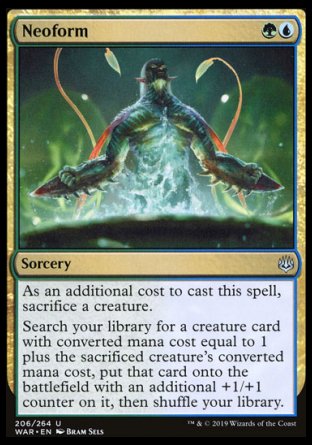 Neoform
Sorcery
As an additional cost to cast this spell,
sacrifice a creature.
Search your library for a creature card
with converted mana cost equal to 1
plus the sacrificed creature's converted
mana cost, put that card onto the
battlefield with an additional +1/+1
counter on it, then shuffle your library.
206/264 U
WAR • EN Bram Sels
™ & © 2019 Wizards of the Coast